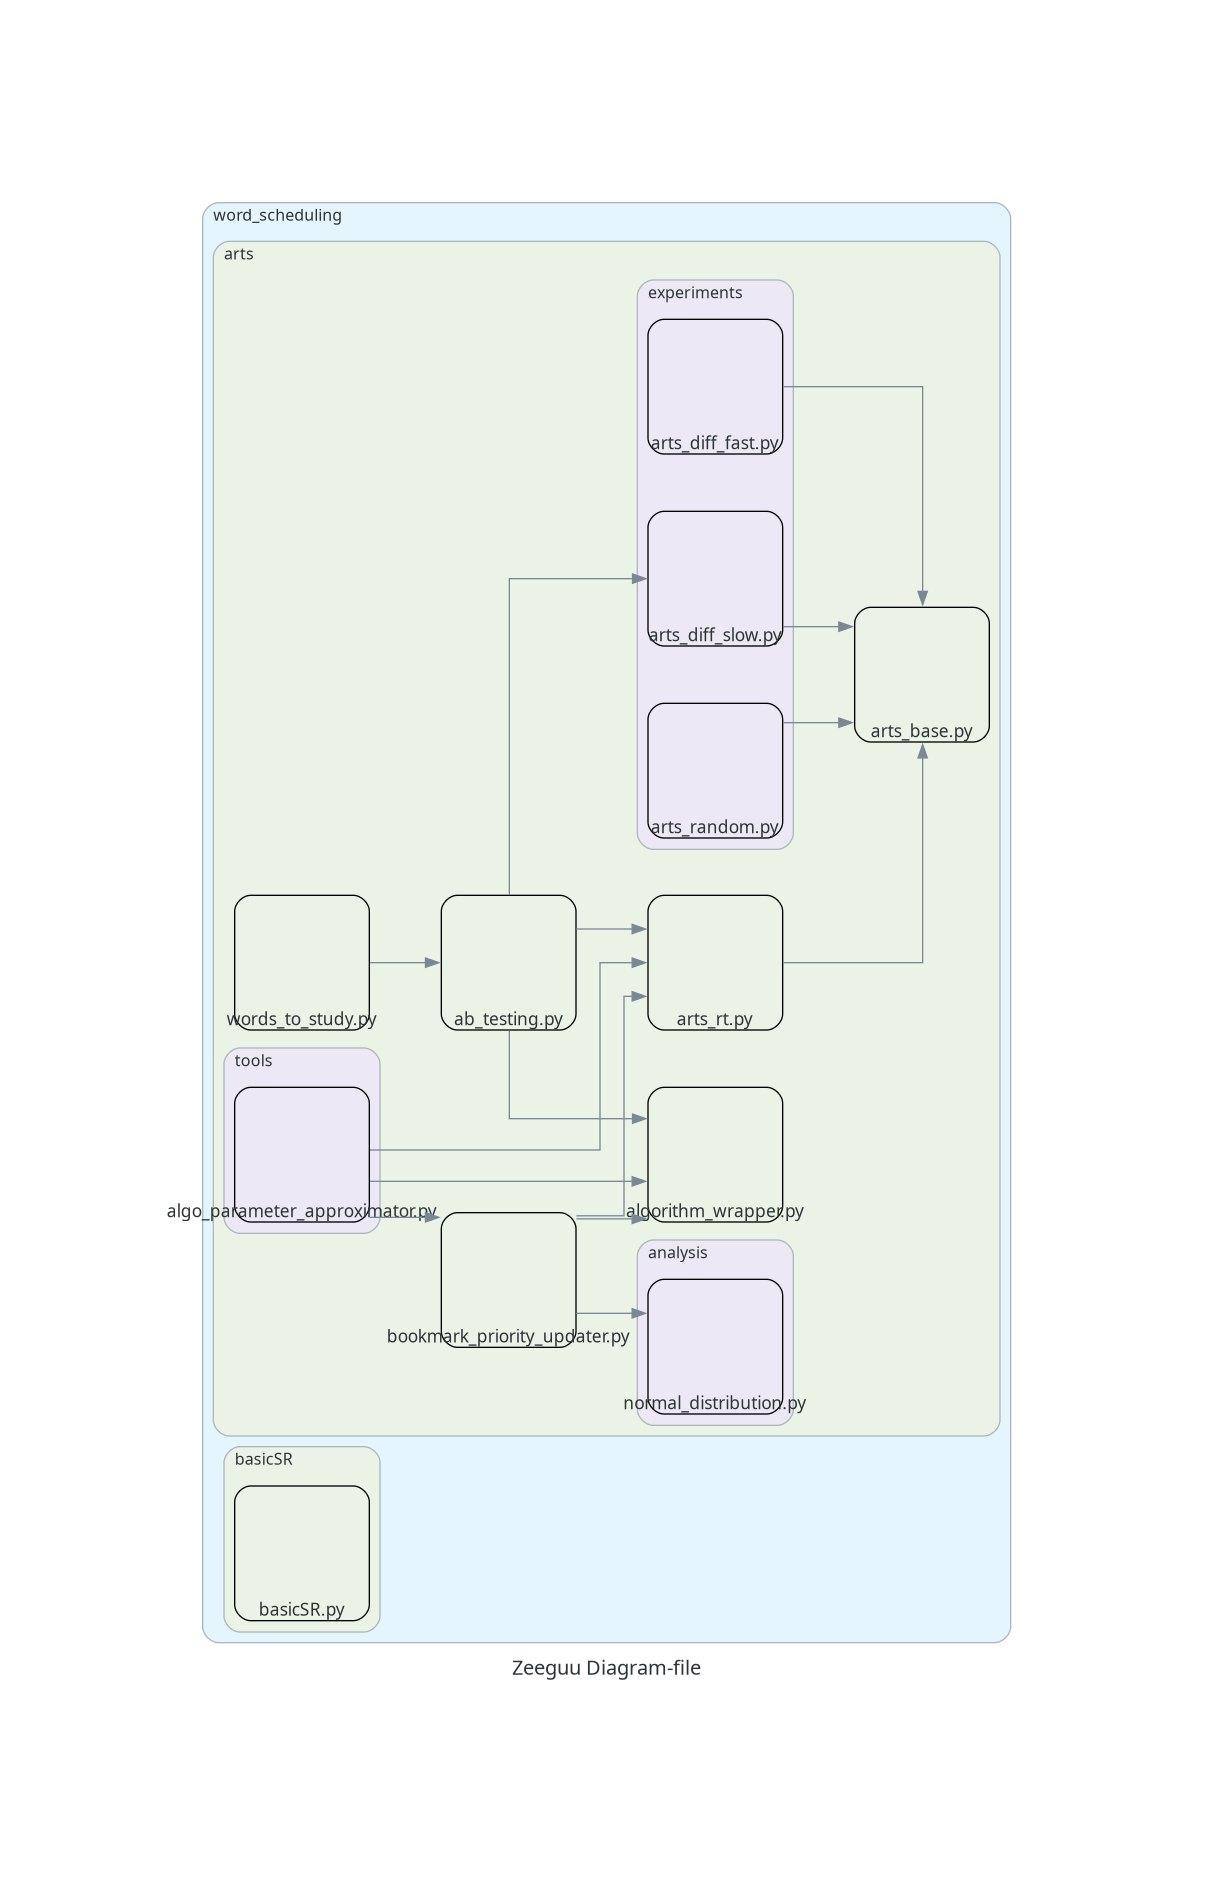 word_scheduling
arts
experiments
arts_diff_fast.py
arts_diff_slow.py
arts_base.py
arts_random.py
words_to_study.py
ab_testing.py
arts_rt.py
tools
algo_parameter_approximator.py
algorithm_wrapper.py
analysis
bookmark_priority_updater.py
normal_distribution.py
basicSR
basicSR.py
Zeeguu Diagram-file